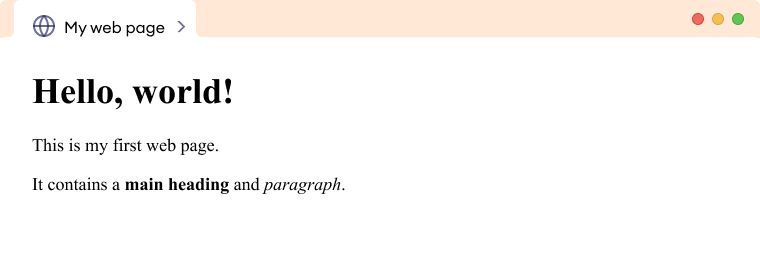 My web page
Hello, world!
This is my first web page.
It contains a main heading and paragraph.